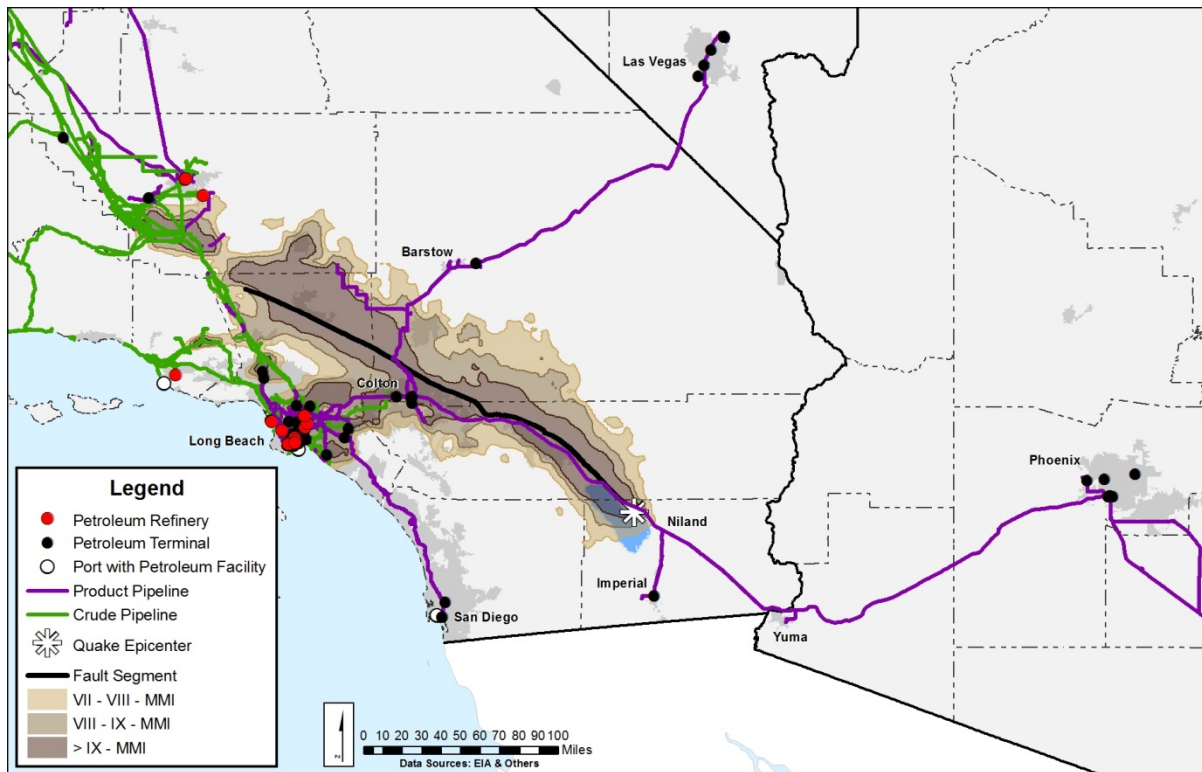 Las Vegas
Barstow
Colton
Long Beach
Phoenix
Niland
Imperial
San Diego
Yuma
Legend
Petroleum Refinery
Petroleum Terminal
Port with Petroleum Facility
Product Pipeline
Crude Pipeline
Quake Epicenter
Fault Segment
VII - VIII - MMI
VIII - IX - MMI
> IX - MMI
z
0 10 20 30 40 50 60 70 80 90 100
Miles
Data Sources: EIA & Others